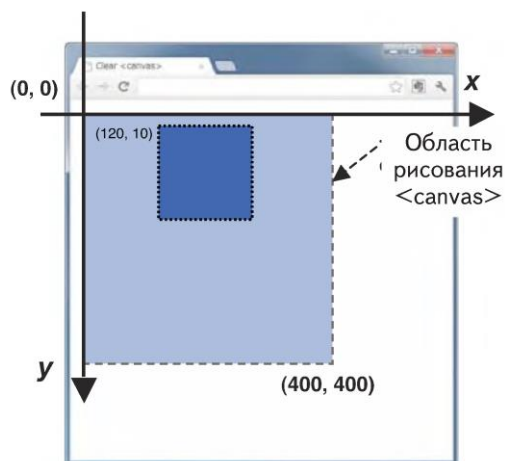 Clear <canvas>
(0, 0)
x
(120, 10)
Область
рисования
<canvas>
y
(400, 400)